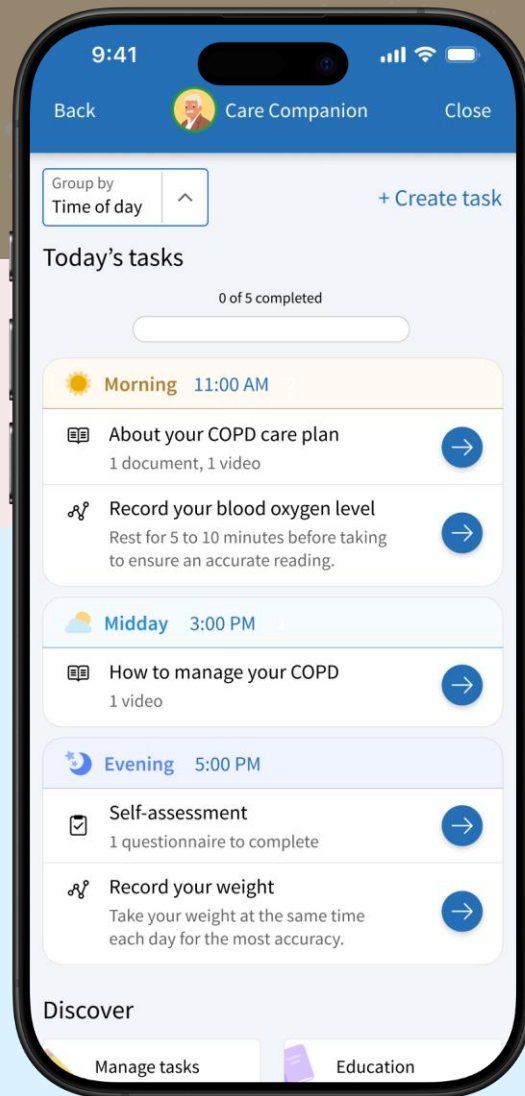 9:41
Back
Care Companion
Close
Group by
Time of day
+ Create task
Today's tasks
0 of 5 completed
Morning 11:00 AM
About your COPD care plan
1 document, 1 video
Record your blood oxygen level
Rest for 5 to 10 minutes before taking
to ensure an accurate reading.
Midday 3:00 PM
How to manage your COPD
1 video
Evening 5:00 PM
Self-assessment
1 questionnaire to complete
Record your weight
Take your weight at the same time
each day for the most accuracy.
Discover
Manage tasks
Education